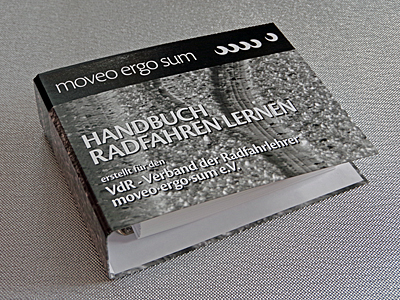 moveo ergo sum
HANDBUCH
RADFAHREN LERNEN
erstellt für den
VdR - Verband der Radfahrlehrer
moveo ergo sum e.V.